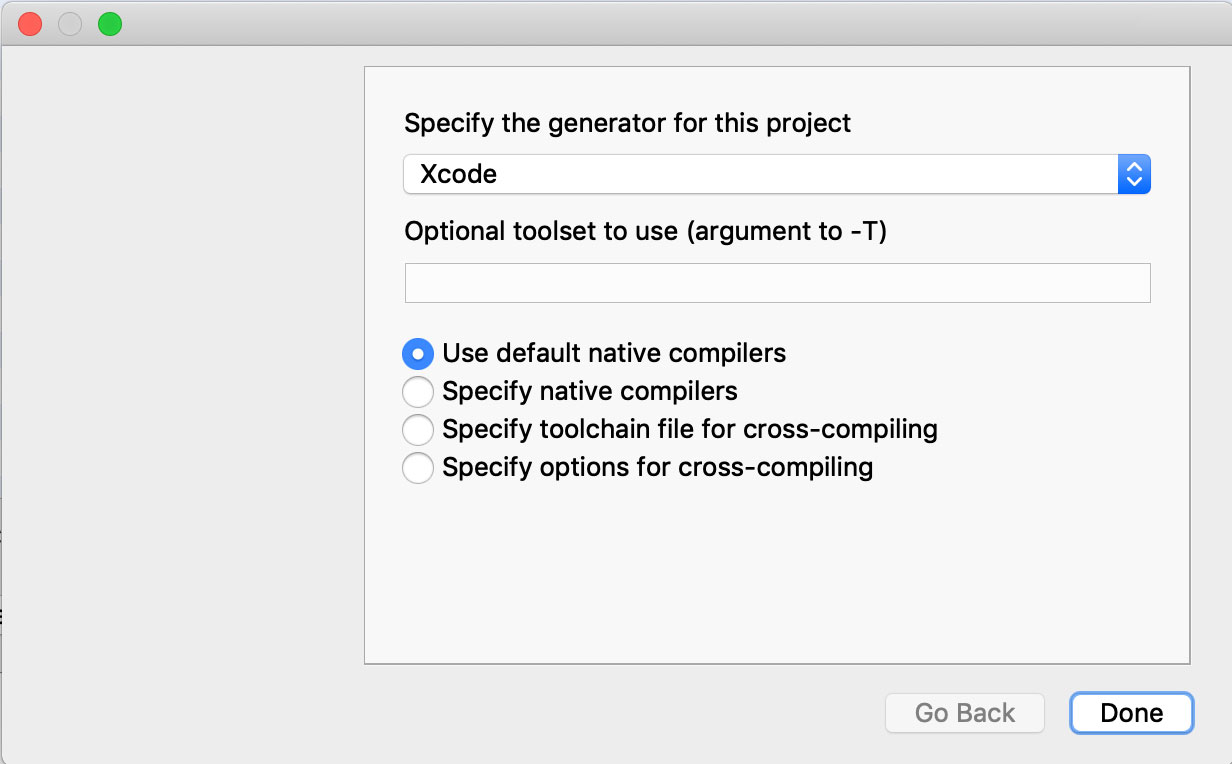 Specify the generator for this project
Xcode
Optional toolset to use (argument to -T)
Use default native compilers
Specify native compilers
Specify toolchain file for cross-compiling
Specify options for cross-compiling
Go Back
Done